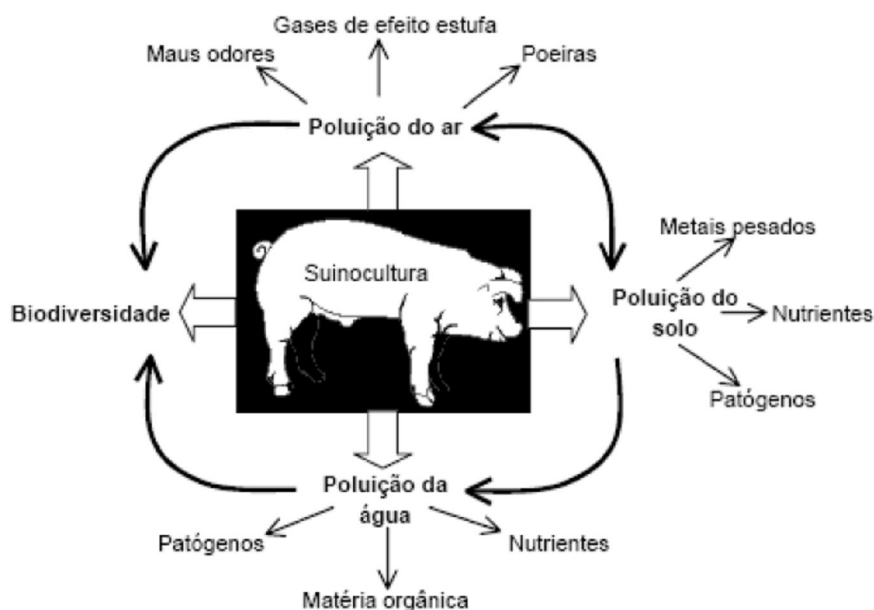 Gases de efeito estufa
Maus odores
Poeiras
Poluição do ar
Metais pesados
Suinocultura
Biodiversidade
Poluição do
solo
Nutrientes
Patógenos
Poluição da
água
Patógenos
Nutrientes
Matéria orgânica